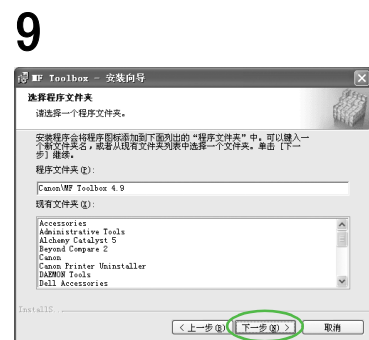 9
MF Toolbox - 安装向导
选择程序文件夹
请选择一个程序文件夹。
安装程序会将程序图标添加到下面列出的“程序文件夹”中。可以键入一
个新文件夹名，或者从现有文件夹列表中选择一个文件夹。单击 [下一
步] 继续。
程序文件夹(P):
Canon\MF Toolbox 4.9
现有文件夹(X):
Accessories
Administrative Tools
Alchemy Catalyst 5
Beyond Compare 2
Canon
Canon Printer Uninstaller
DAEMON Tools
Dell Accessories
InstallS
< 上一步(B) 下一步(N) > 取消